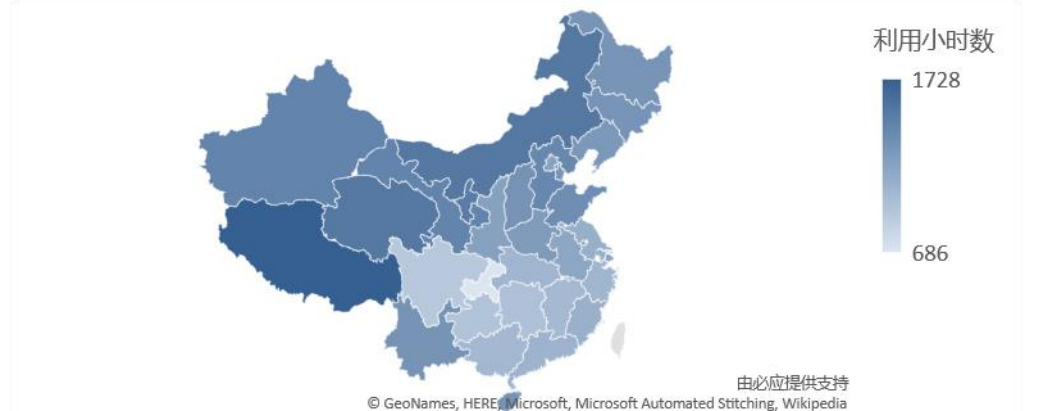 利用小时数
1728
686
由必应提供支持
© GeoNames, HERE, Microsoft, Microsoft Automated Stitching, Wikipedia